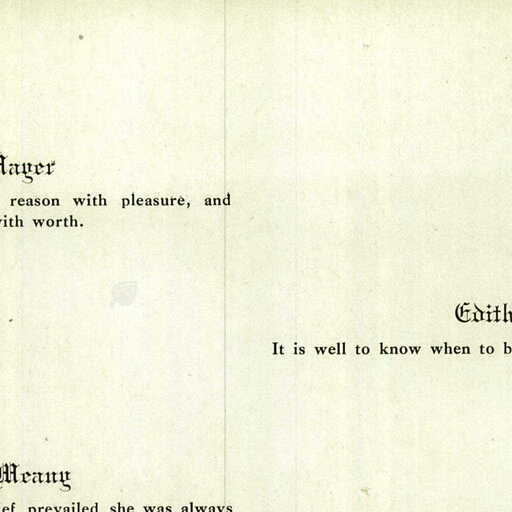 Mayer
reason with pleasure, and
with worth.
Edith
It is well to know when to b
Meany
ef prevailed she was always